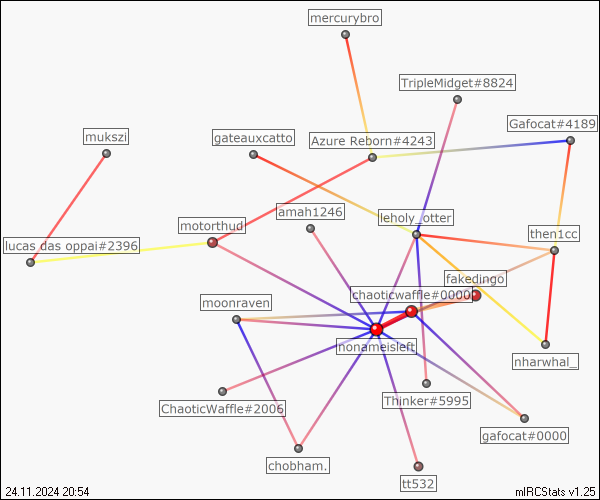 mercurybro
TripleMidget#8824
Gafocat#4189
mukszi
gateauxcatto
Azure Reborn#4243
amah1246
leholy_otter
motorthud
then1cc
lucas das oppai#2396
fakedingo
chaoticwaffle#0000
moonraven
nonameisleft
nharwhal_
ChaoticWaffle#2006
Thinker#5995
gafocat#0000
chobham.
tt532
24.11.2024 20:54
mIRCStats v1.25